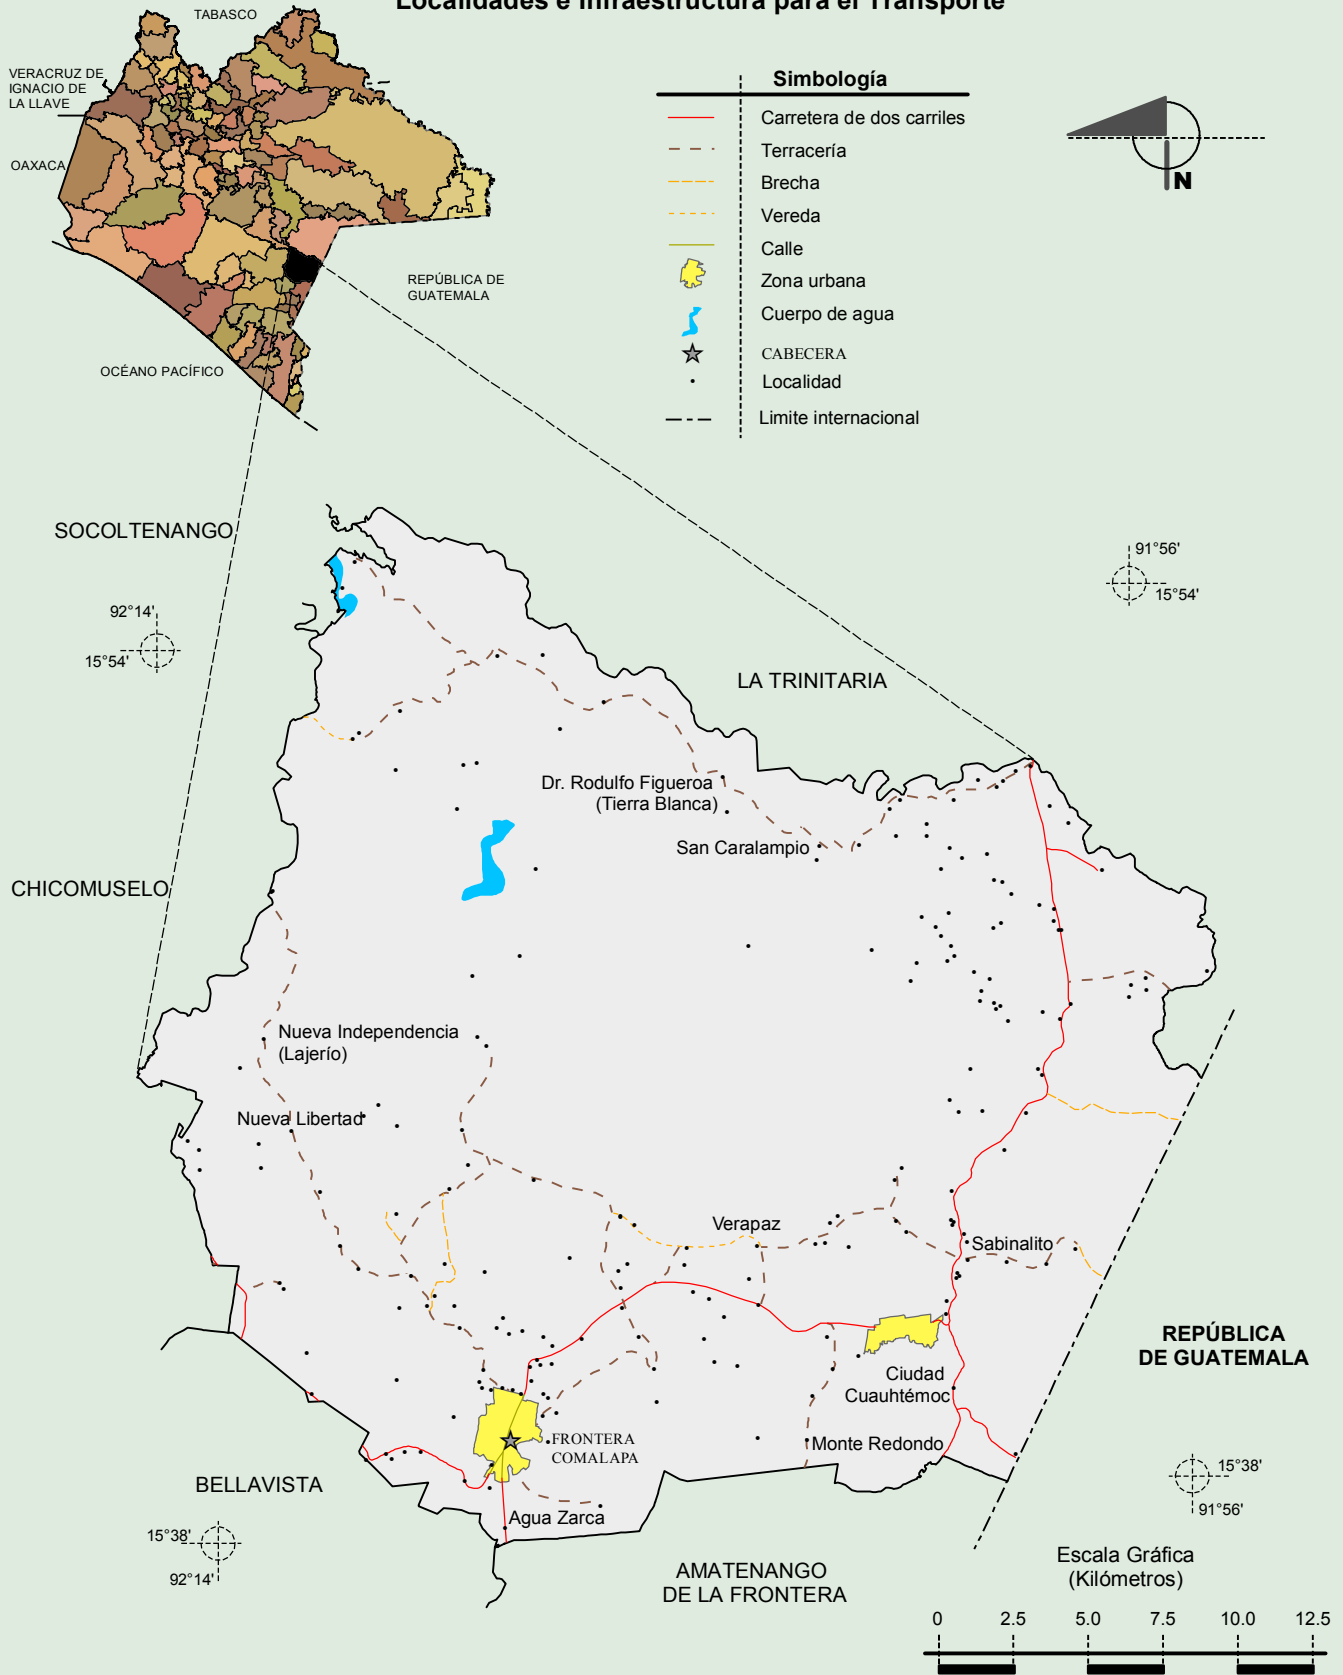 Localidades e Infraestructura para el Transporte
TABASCO
VERACRUZ DE
IGNACIO DE
LA LLAVE
OAXACA
REPÚBLICA DE
GUATEMALA
OCÉANO PACÍFICO
Simbología
Carretera de dos carriles
Terracería
Brecha
Vereda
Calle
Zona urbana
Cuerpo de agua
CABECERA
Localidad
Limite internacional
N
SOCOLTENANGO
92°14'
15°54'
91°56'
15°54'
LA TRINITARIA
Dr. Rodulfo Figueroa
(Tierra Blanca)
San Caralampio
CHICOMUSELO
Nueva Independencia
(Lajerío)
Nueva Libertad
Verapaz
Sabinalito
REPÚBLICA
DE GUATEMALA
Ciudad
Cuauhtémoc
FRONTERA
COMALAPA
Monte Redondo
BELLAVISTA
Agua Zarca
15°38'
91°56'
15°38'
92°14'
AMATENANGO
DE LA FRONTERA
Escala Gráfica
(Kilómetros)
0 2.5 5.0 7.5 10.0 12.5